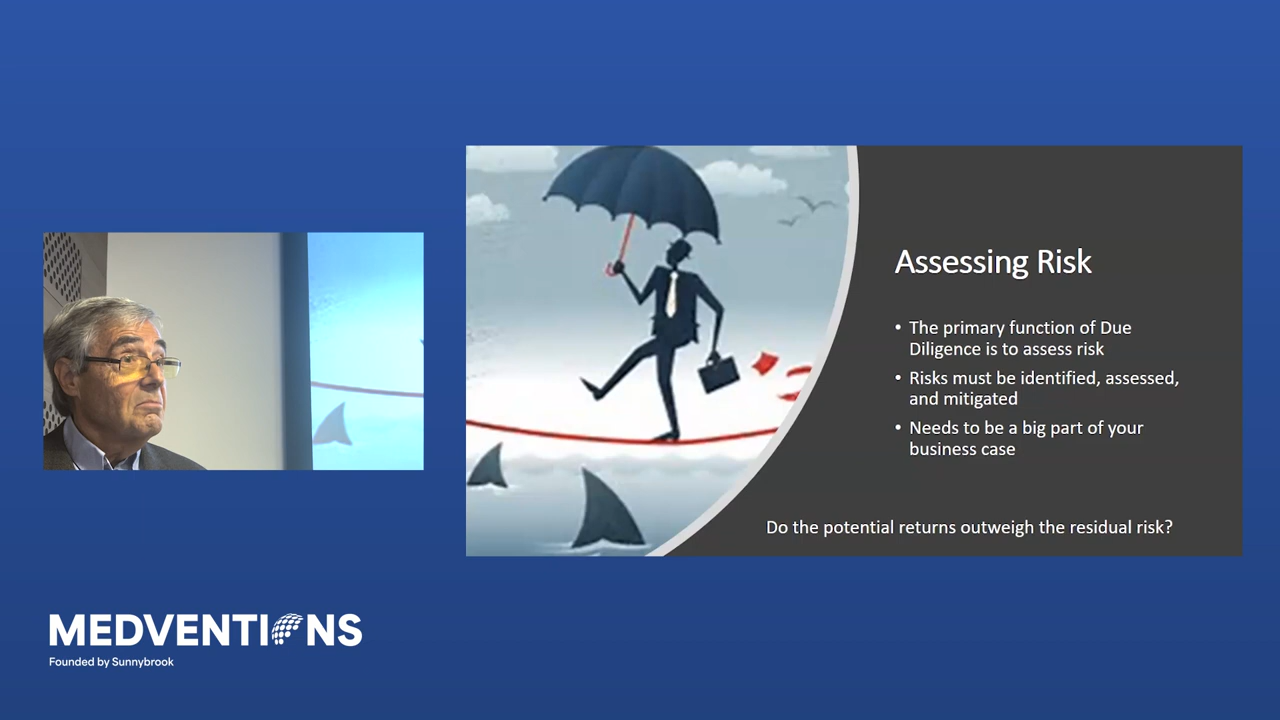 Assessing Risk
• The primary function of Due
Diligence is to assess risk
• Risks must be identified, assessed,
and mitigated
• Needs to be a big part of your
business case
Do the potential returns outweigh the residual risk?
MEDVENTIONS
Founded by Sunnybrook